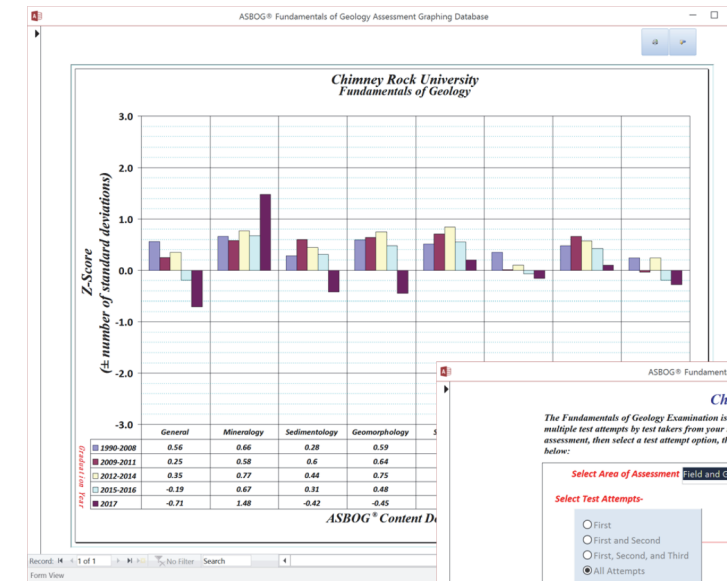 ASBOG® Fundamentals of Geology Assessment Graphing Database
Chimney Rock University
Fundamentals of Geology
3.0
2.0
1.0
0.0
-1.0
-2.0
-3.0
Z-Score
(± number of standard deviations)
General Mineralogy Sedimentology Geomorphology S
Graduation Year
1990-2008 0.56 0.66 0.28 0.59
2009-2011 0.25 0.58 0.6 0.64
2012-2014 0.35 0.77 0.44 0.75
2015-2016 -0.19 0.67 0.31 0.48
2017 -0.71 1.48 -0.42 -0.45
ASBOG® Content Do
Record: 1 of 1 No Filter Search
Form View
ASBOG® Fundament
Ch
The Fundamentals of Geology Examination is
multiple test attempts by test takers from your
assessment, then select a test attempt option, th
below:
Select Area of Assessment Field and G
Select Test Attempts-
First
First and Second
First, Second, and Third
All Attempts